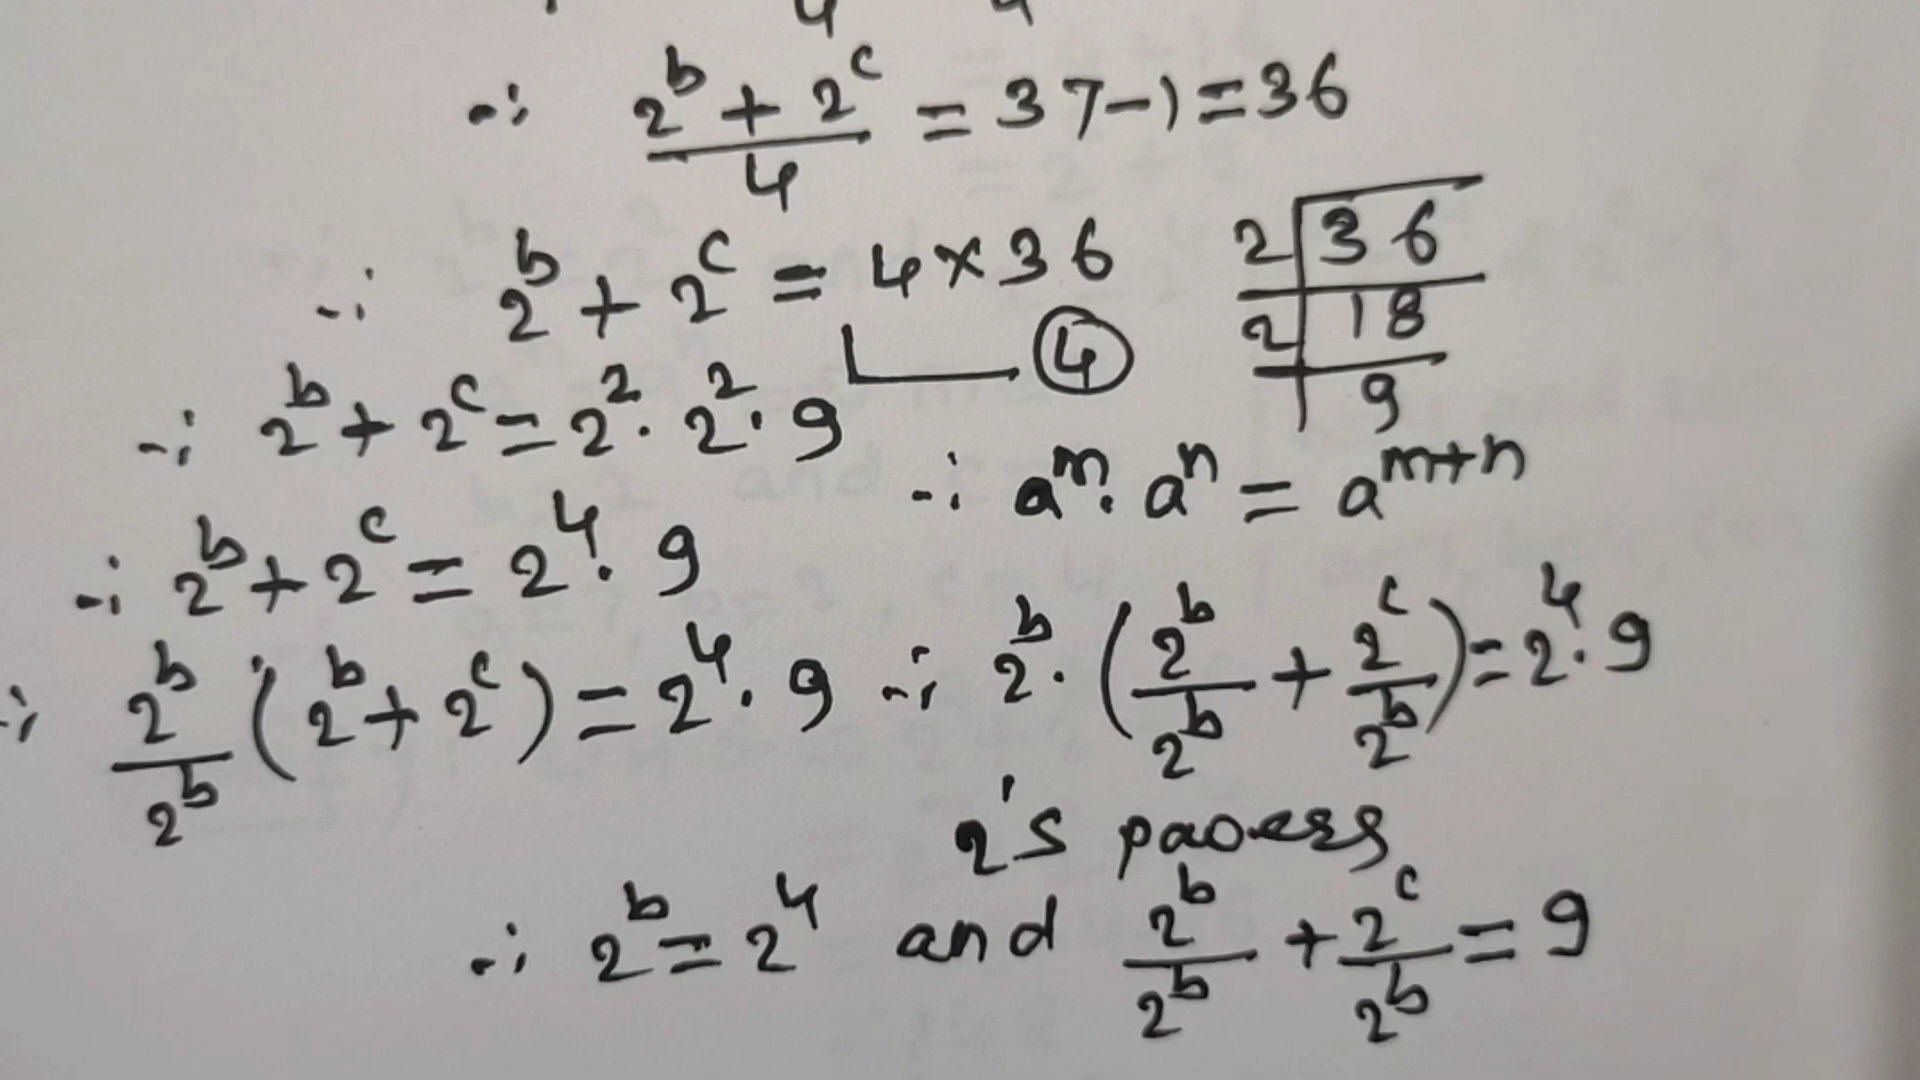 ∴ (2^b + 2^c)/4 = 37-1 = 36
∴ 2^b + 2^c = 4×36
④
2 | 36
2 | 18
9
∴ 2^b + 2^c = 2^2 · 2^2 · 9
∴ a^m · a^n = a^(m+n)
∴ 2^b + 2^c = 2^4 · 9
∴ 2^b/2^b (2^b + 2^c) = 2^4 · 9 ∴ 2^b · (2^b/2^b + 2^c/2^b) = 2^4 · 9
2's powers
∴ 2^b = 2^4 and 2^b/2^b + 2^c/2^b = 9